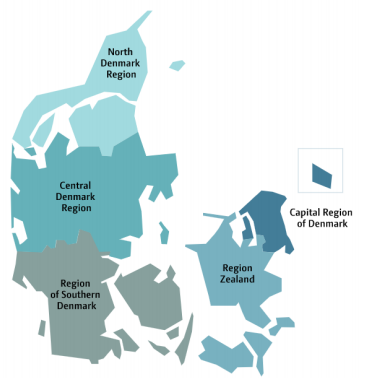 North
Denmark
Region
Central
Denmark
Region
Capital Region
of Denmark
Region
Zealand
Region
of Southern
Denmark